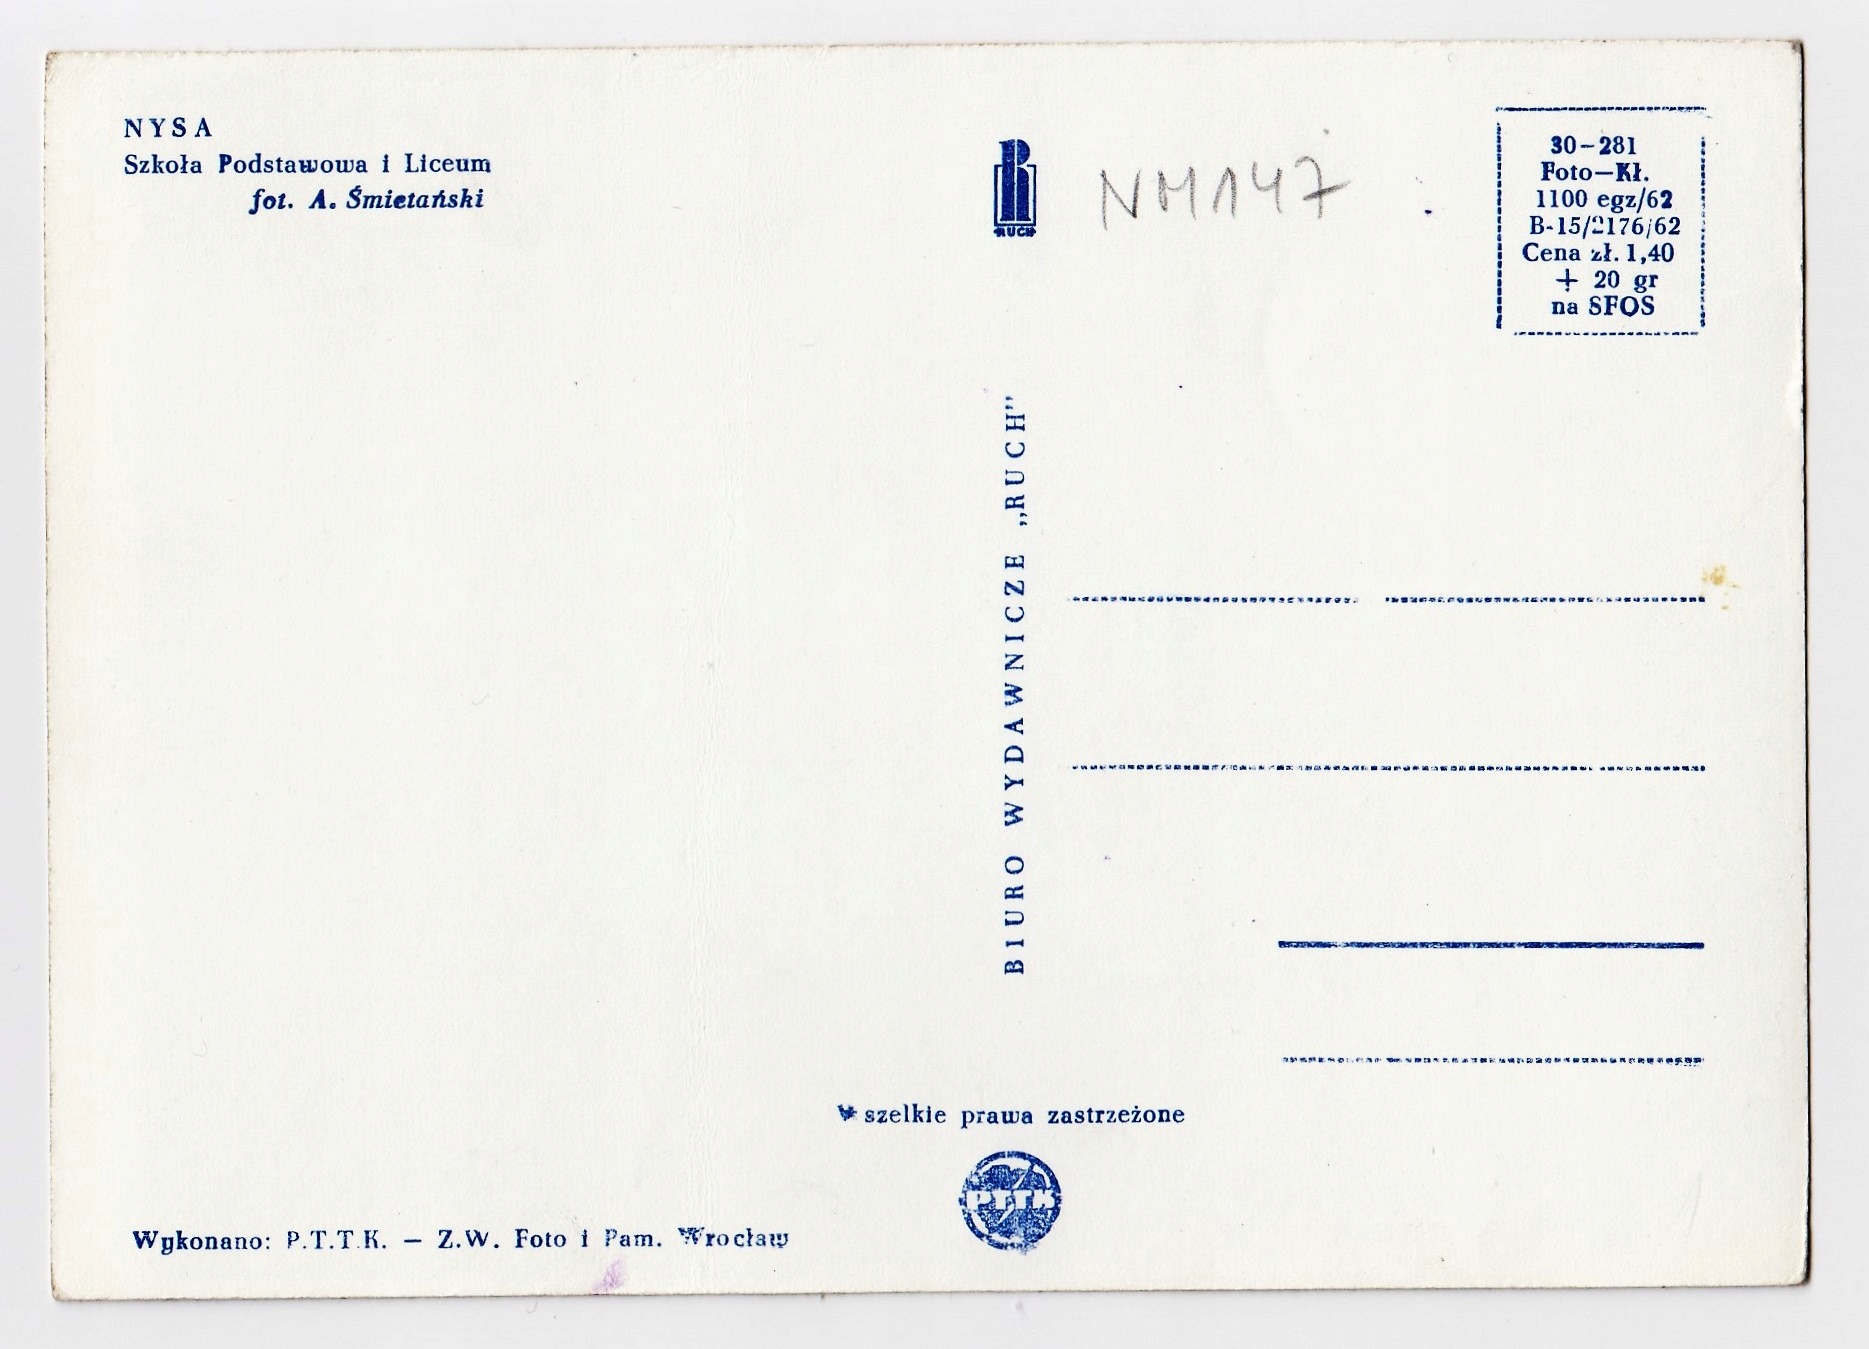 NYSA
Szkoła Podstawowa i Liceum
fot. A. Śmietański
RUCH
NM147
30-281
Foto-Kł.
1100 egz/62
B-15/2176/62
Cena zł. 1,40
+ 20 gr
na SFOS
BIURO WYDAWNICZE „RUCH”
Wszelkie prawa zastrzeżone
PTTK
Wykonano: P.T.T.K. — Z.W. Foto i Pam. Wrocław